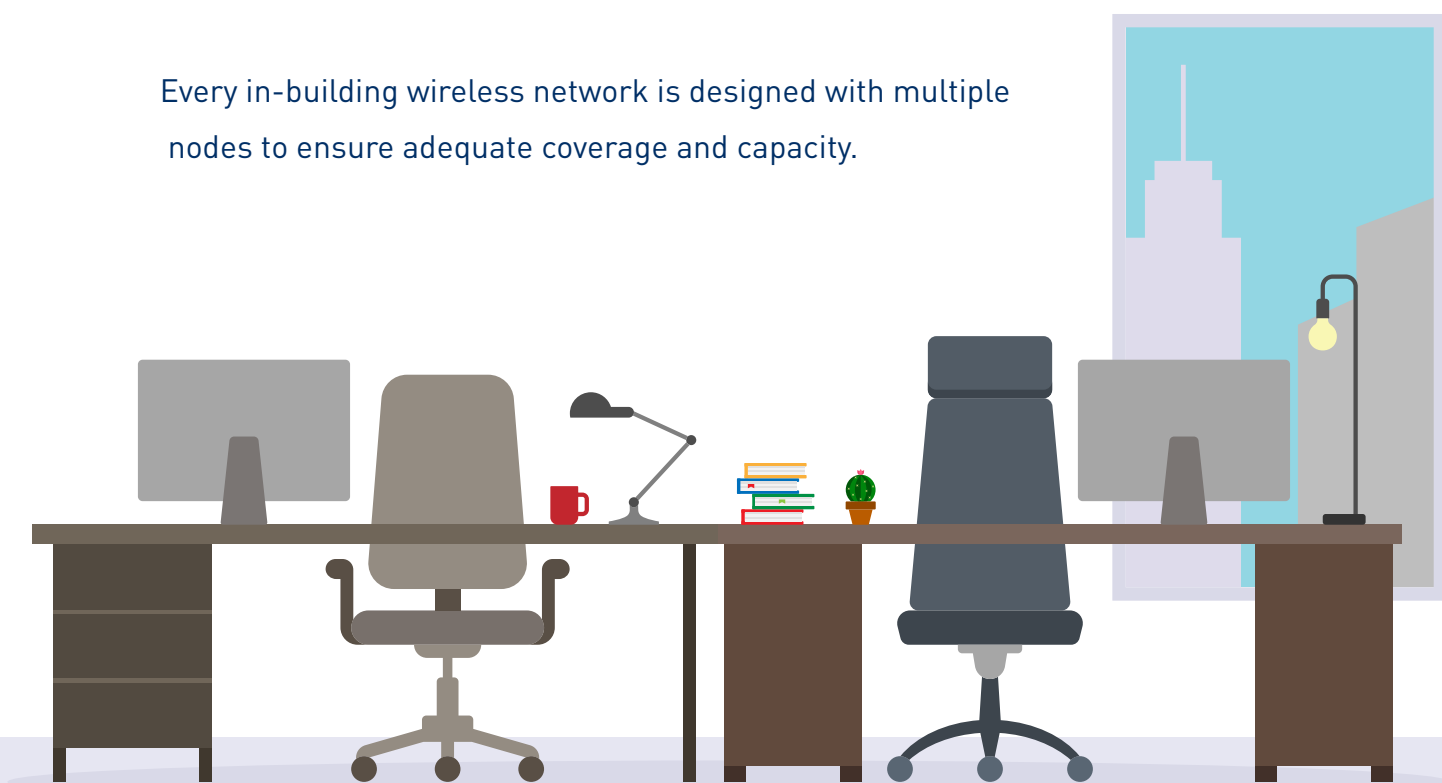 Every in-building wireless network is designed with multiple
nodes to ensure adequate coverage and capacity.